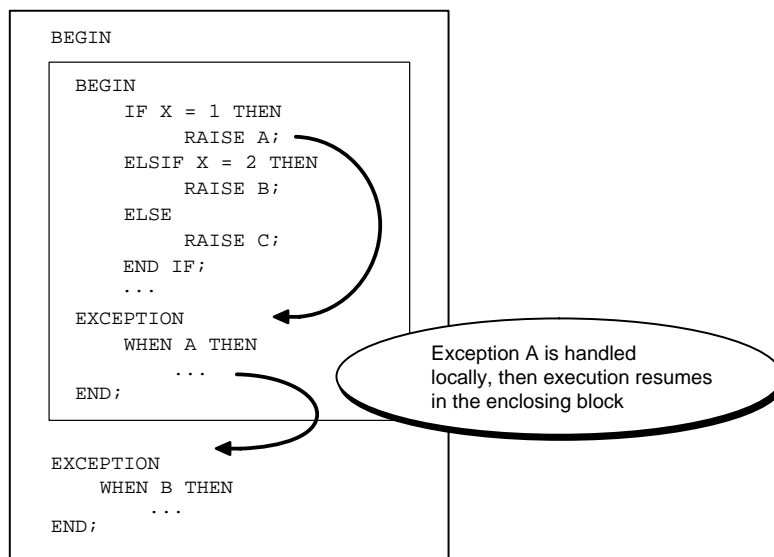 BEGIN
BEGIN
IF X = 1 THEN
RAISE A;
ELSIF X = 2 THEN
RAISE B;
ELSE
RAISE C;
END IF;
...
EXCEPTION
WHEN A THEN
...
END;
Exception A is handled
locally, then execution resumes
in the enclosing block
EXCEPTION
WHEN B THEN
...
END;